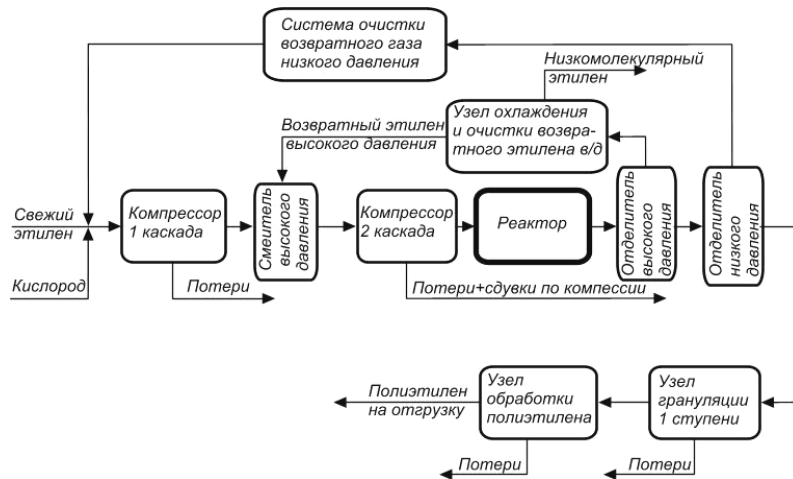 Система очистки
возвратного газа
низкого давления
Низкомолекулярный
этилен
Узел охлаждения
и очистки возвра-
тного этилена в/д
Возвратный этилен
высокого давления
Свежий
этилен
Компрессор
1 каскада
Смеитель
высокого
давления
Компрессор
2 каскада
Реактор
Отделитель
высокого
давления
Отделитель
низкого
давления
Кислород
Потери
Потери+сдувки по компессии
Полиэтилен
на отгрузку
Узел
обработки
полиэтилена
Узел
грануляции
1 ступени
Потери
Потери